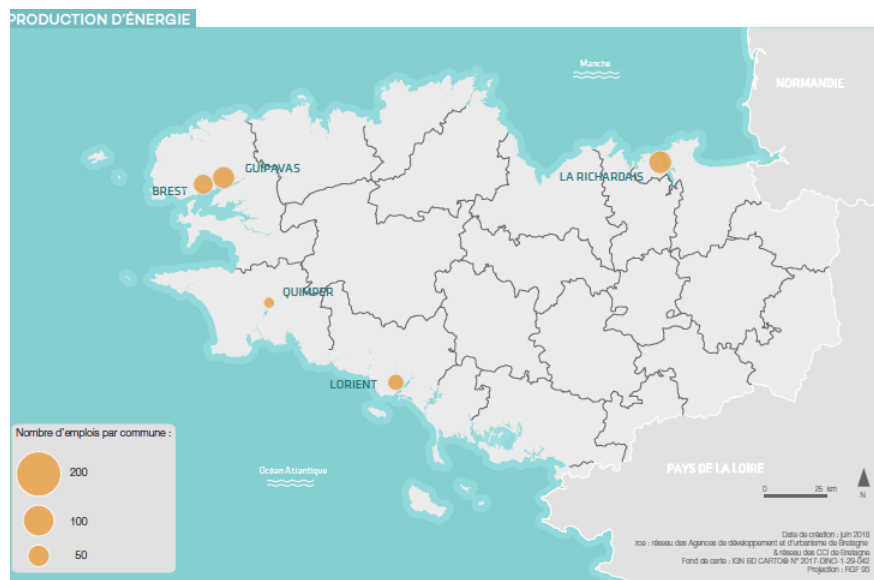 PRODUCTION D'ÉNERGIE
Manche
NORMANDIE
GUIPAVAS
BREST
LA RICHARDAIS
QUIMPER
LORIENT
Nombre d'emplois par commune :
200
100
50
Océan Atlantique
PAYS DE LA LOIRE
0 25 km
N
Date de création : juin 2018
rce : réseau des Agences de développement et d'urbanisme de Bretagne
& réseau des CCI de Bretagne
Fond de carte : IGN BD CARTO® N° 2017-DINO-1-29-042
Projection : RGF 93